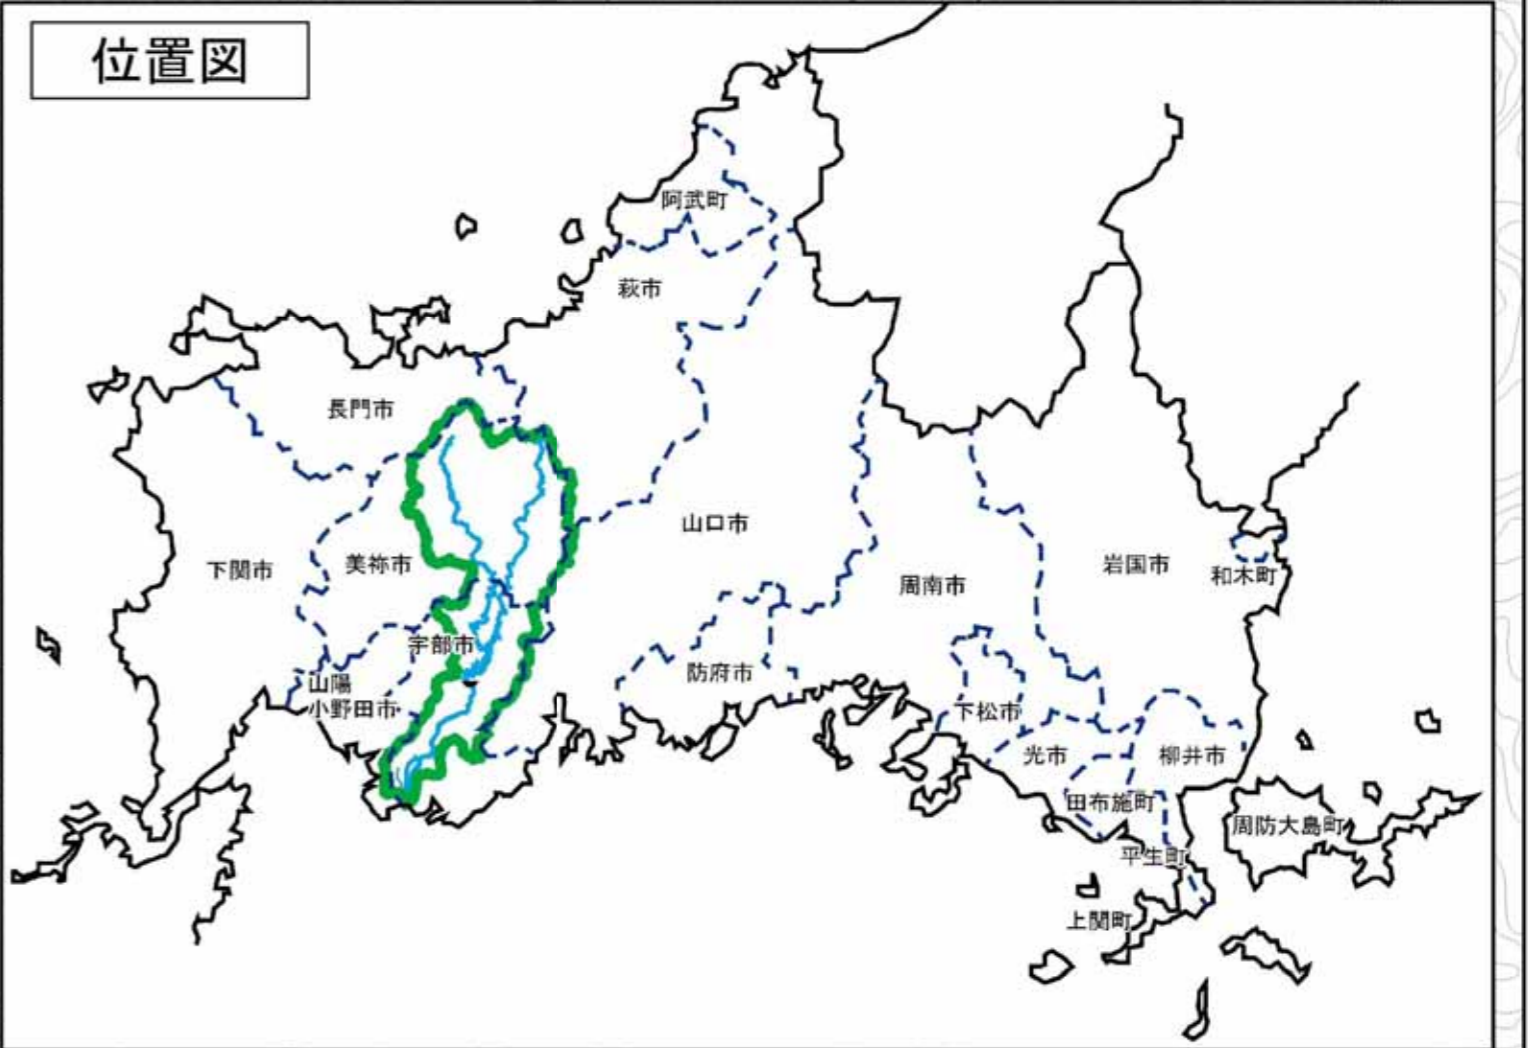 位置図
阿武町
萩市
長門市
山口市
下関市
美祢市
岩国市
和木町
周南市
宇部市
防府市
山陽
小野田市
下松市
光市
柳井市
田布施町
周防大島町
平生町
上関町